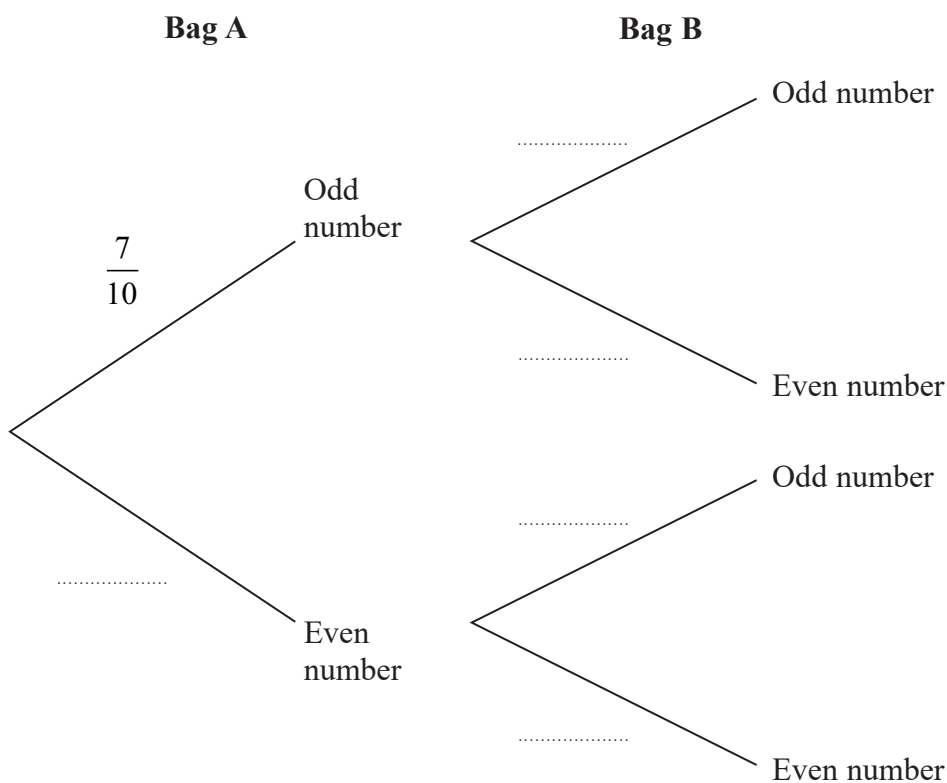 Bag A
Bag B
Odd number
....................
Odd
number
7
10
....................
Even number
Odd number
....................
....................
Even
number
....................
Even number